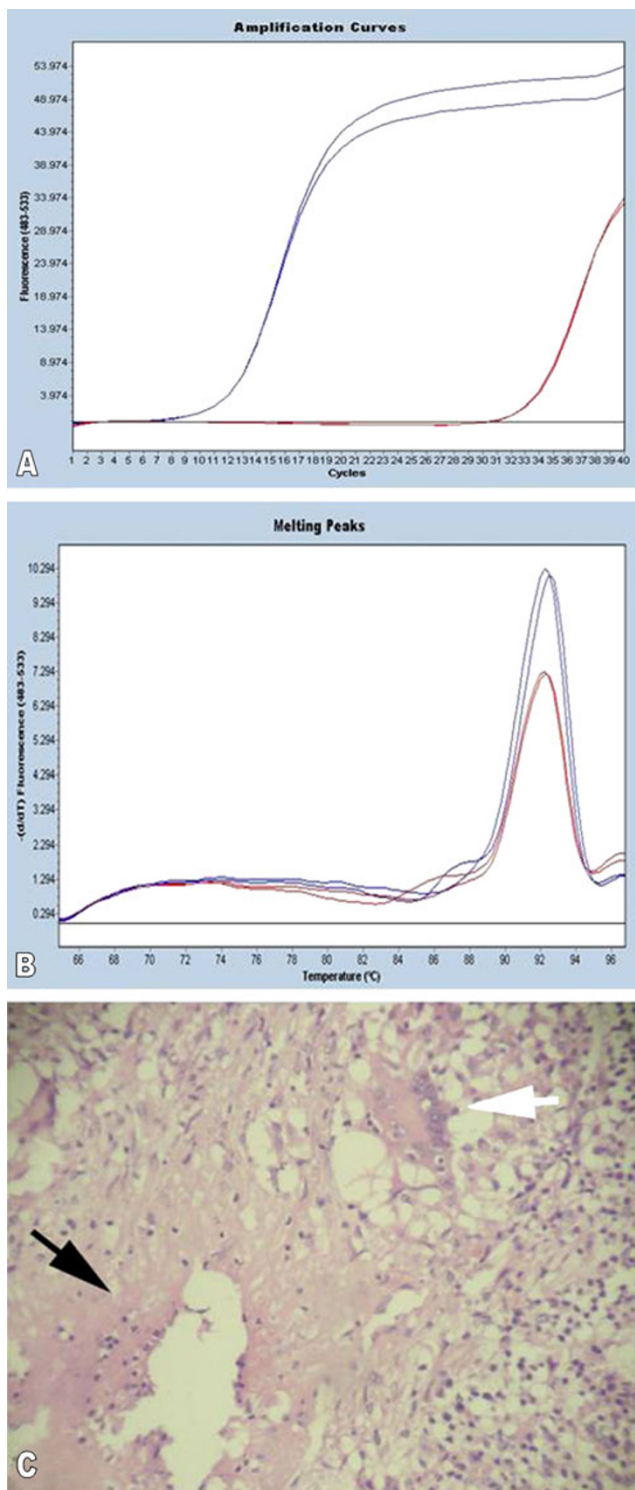 Amplification Curves
Fluorescence (483-533)
53.974
48.974
43.974
38.974
33.974
28.974
23.974
18.974
13.974
8.974
3.974
1 2 3 4 5 6 7 8 9 10 11 12 13 14 15 16 17 18 19 20 21 22 23 24 25 26 27 28 29 30 31 32 33 34 35 36 37 38 39 40
Cycles
A
Melting Peaks
-(d/dT) Fluorescence (483-533)
10.294
9.294
8.294
7.294
6.294
5.294
4.294
3.294
2.294
1.294
0.294
66 68 70 72 74 76 78 80 82 84 86 88 90 92 94 96
Temperature (°C)
B
C